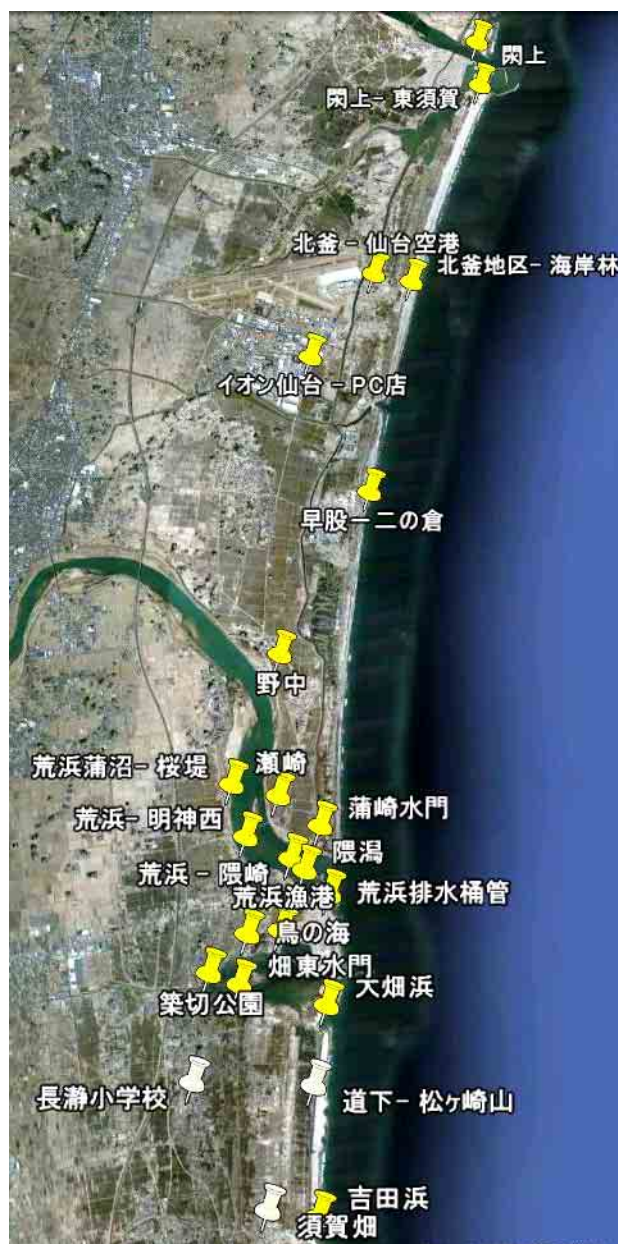 閖上
閖上-東須賀
北釜-仙台空港
北釜地区-海岸林
イオン仙台-PC店
早股一二の倉
野中
荒浜蒲沼-桜堤
瀬崎
荒浜-明神西
蒲崎水門
荒浜-隈崎
隈潟
荒浜漁港
荒浜排水桶管
鳥の海
畑東水門
築切公園
大畑浜
長瀞小学校
道下-松ヶ崎山
吉田浜
須賀畑